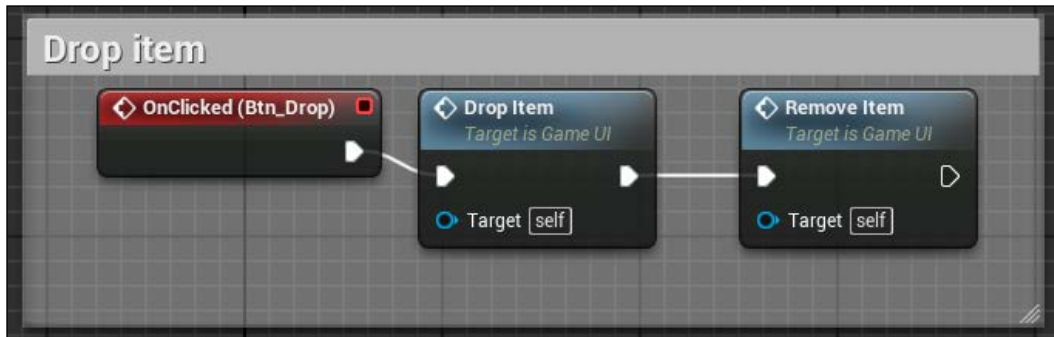 Drop item
OnClicked (Btn_Drop)
Drop Item
Target is Game UI
Target self
Remove Item
Target is Game UI
Target self